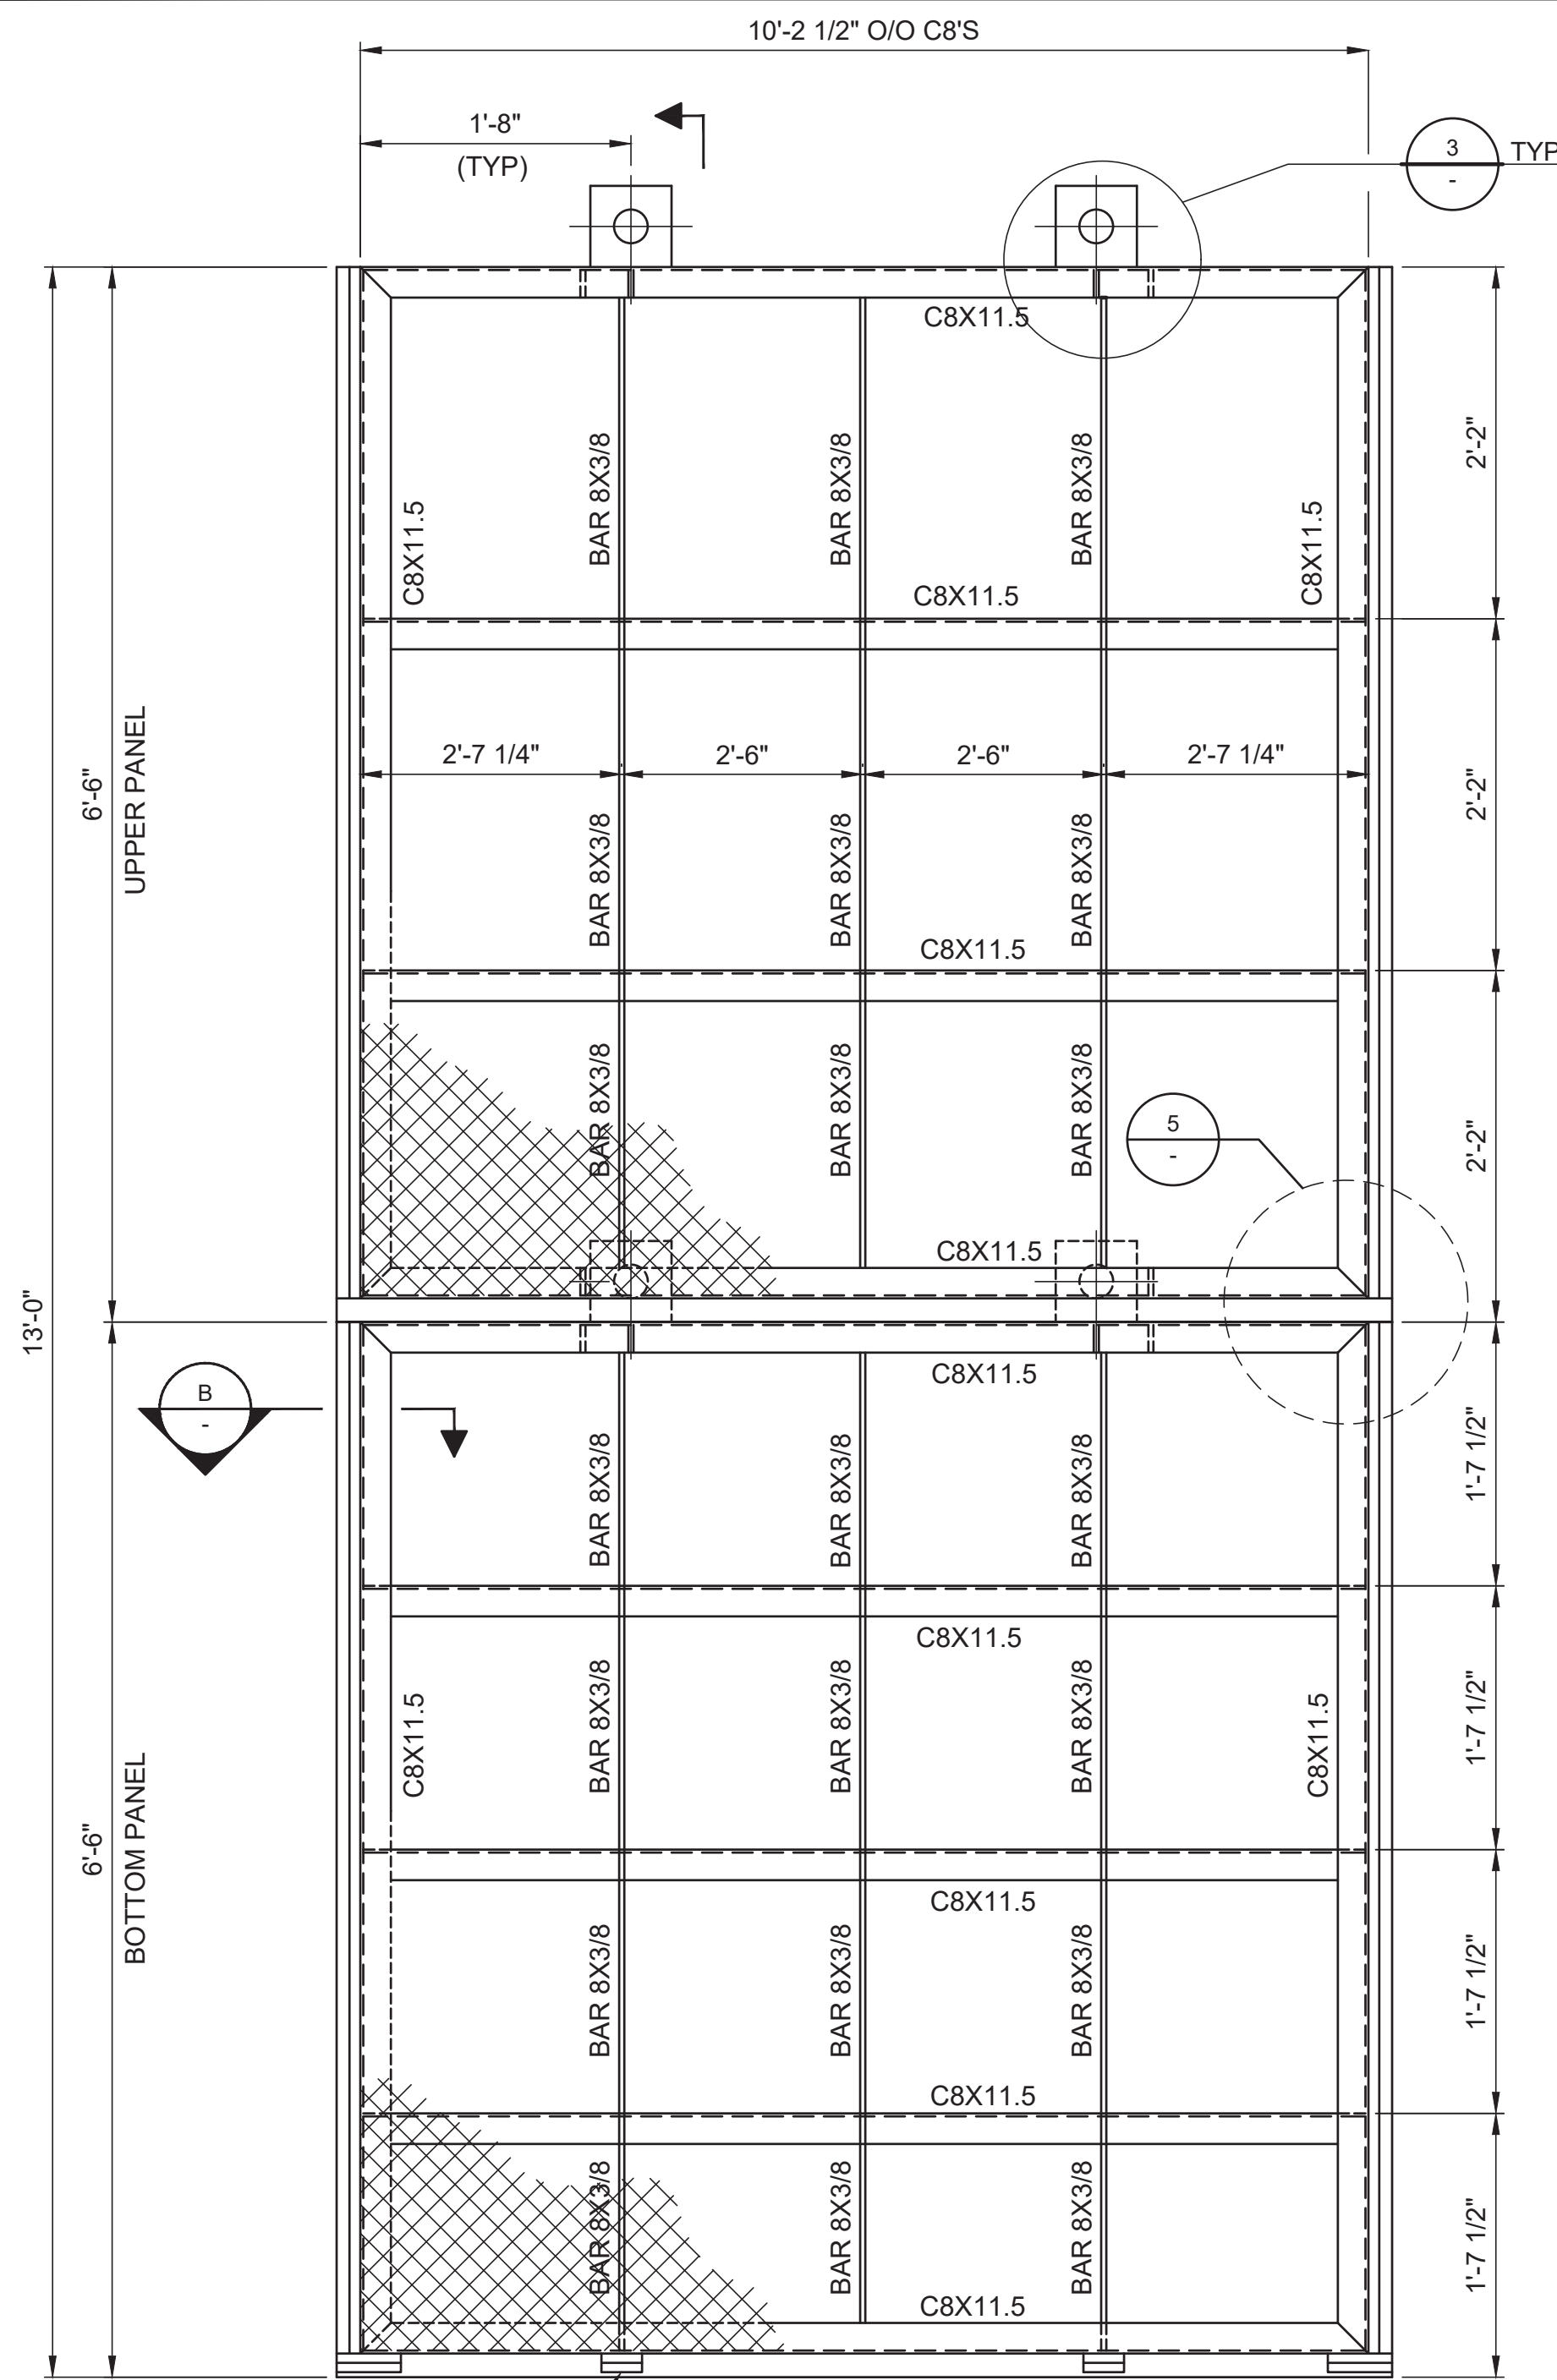 10'-2 1/2" O/O C8'S
1'-8"
(TYP)
3
-
TYP
C8X11.5
2'-2"
BAR 8X3/8
BAR 8X3/8
BAR 8X3/8
C8X11.5
C8X11.5
C8X11.5
6'-6"
UPPER PANEL
2'-7 1/4"
2'-6"
2'-6"
2'-7 1/4"
2'-2"
BAR 8X3/8
BAR 8X3/8
BAR 8X3/8
C8X11.5
BAR 8X3/8
BAR 8X3/8
BAR 8X3/8
5
-
2'-2"
C8X11.5
13'-0"
C8X11.5
B
-
BAR 8X3/8
BAR 8X3/8
BAR 8X3/8
1'-7 1/2"
C8X11.5
C8X11.5
BAR 8X3/8
BAR 8X3/8
BAR 8X3/8
C8X11.5
1'-7 1/2"
6'-6"
BOTTOM PANEL
C8X11.5
BAR 8X3/8
BAR 8X3/8
BAR 8X3/8
1'-7 1/2"
C8X11.5
BAR 8X3/8
BAR 8X3/8
BAR 8X3/8
1'-7 1/2"
C8X11.5